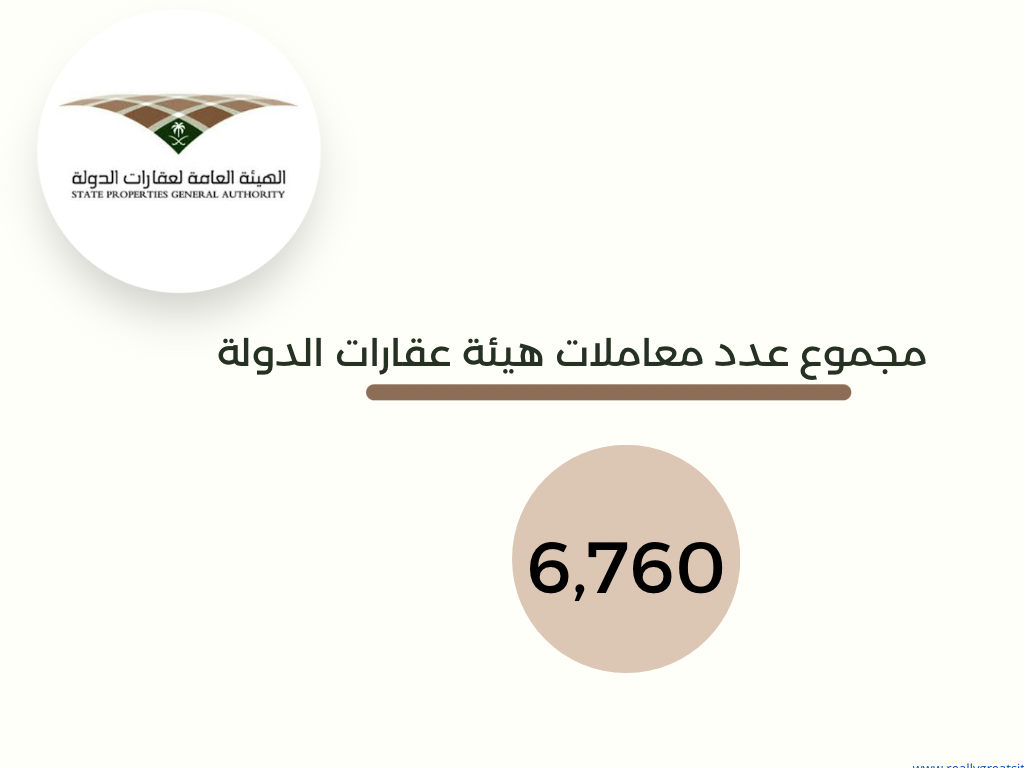 الهيئة العامة لعقارات الدولة
STATE PROPERTIES GENERAL AUTHORITY
مجموع عدد معاملات هيئة عقارات الدولة
6,760